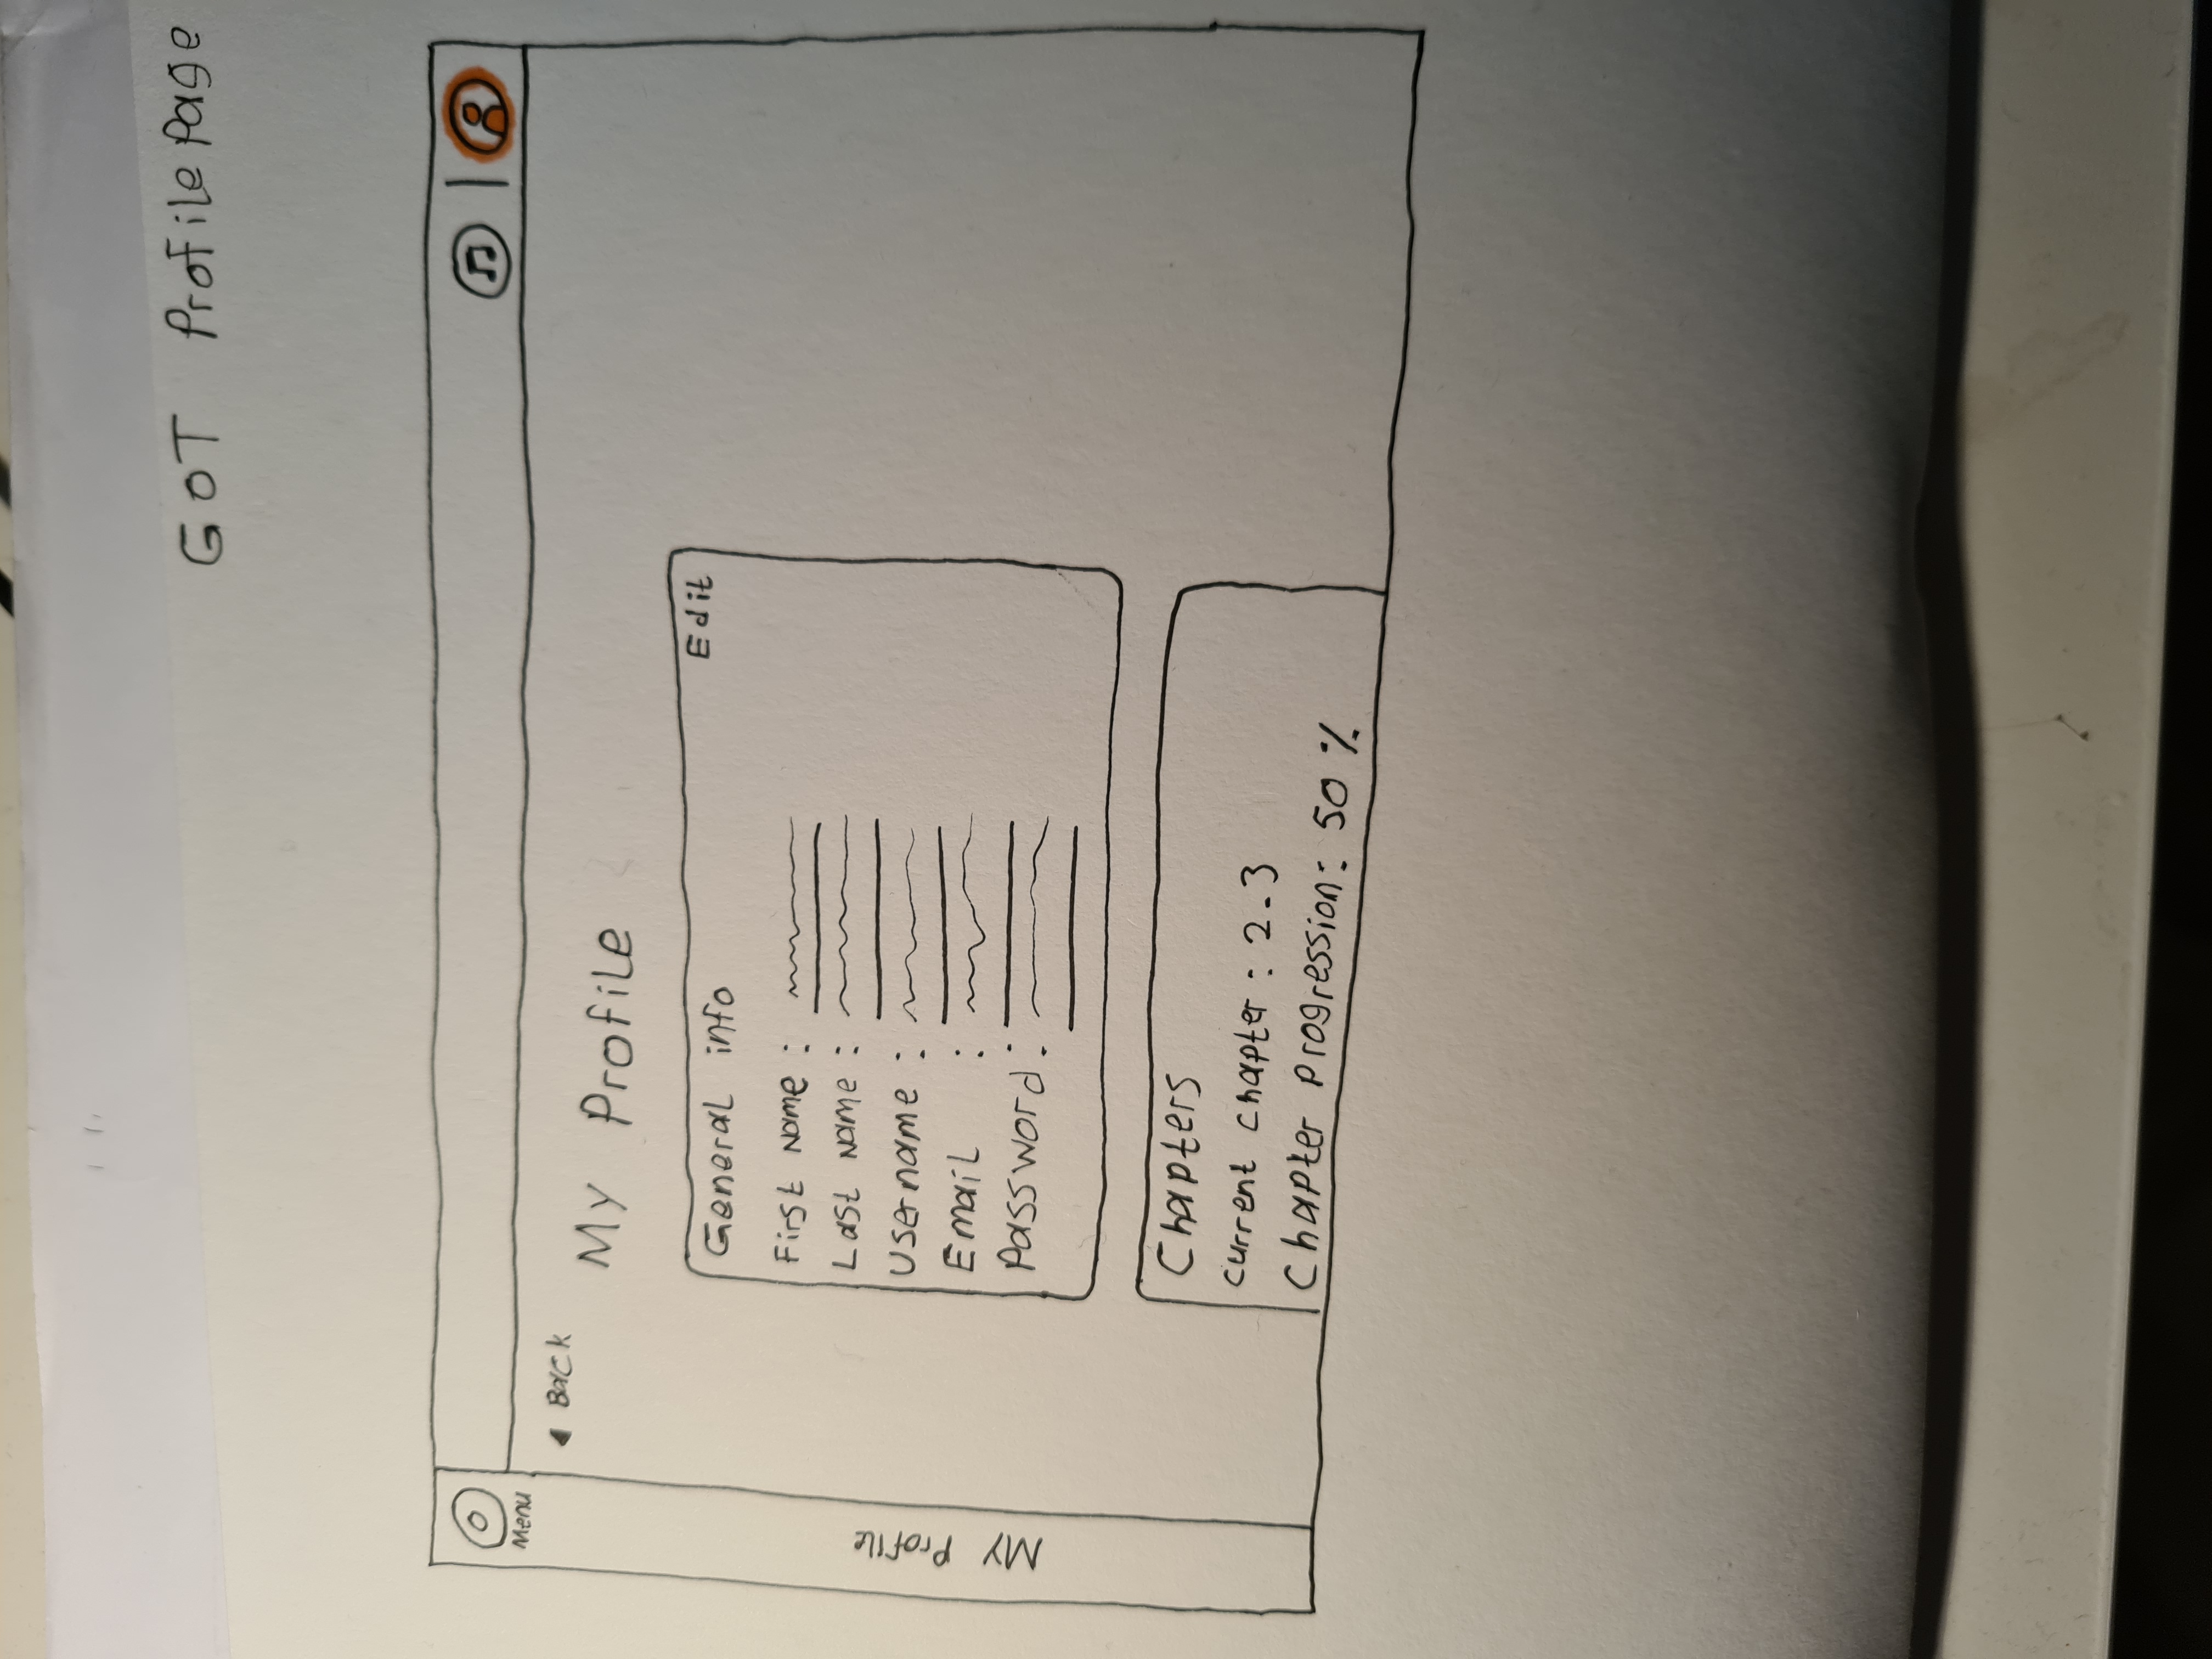 GOT Profile Page
Menu
Back
My Profile
My Profile
General info
Edit
First Name :
Last Name :
Username :
Email :
Password :
Chapters
current chapter : 2.3
Chapter progression: 50 %